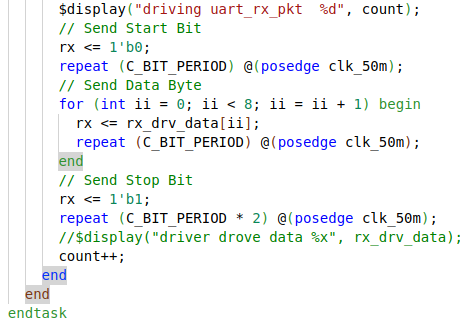 $display("driving uart_rx_pkt  %d", count);
// Send Start Bit
rx <= 1'b0;
repeat (C_BIT_PERIOD) @(posedge clk_50m);
// Send Data Byte
for (int ii = 0; ii < 8; ii = ii + 1) begin
rx <= rx_drv_data[ii];
repeat (C_BIT_PERIOD) @(posedge clk_50m);
end
// Send Stop Bit
rx <= 1'b1;
repeat (C_BIT_PERIOD * 2) @(posedge clk_50m);
//$display("driver drove data %x", rx_drv_data);
count++;
end
end
endtask